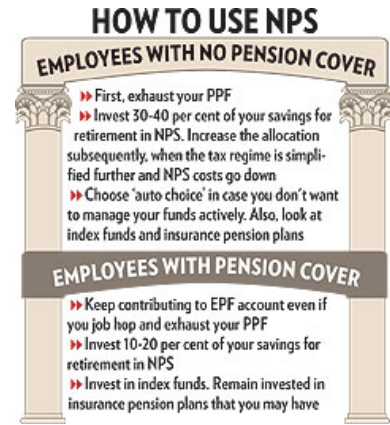 HOW TO USE NPS
EMPLOYEES WITH NO PENSION COVER
First, exhaust your PPF
Invest 30-40 per cent of your savings for
retirement in NPS. Increase the allocation
subsequently, when the tax regime is simpli-
fied further and NPS costs go down
Choose 'auto choice' in case you don´t want
to manage your funds actively. Also, look at
index funds and insurance pension plans
EMPLOYEES WITH PENSION COVER
Keep contributing to EPF account even if
you job hop and exhaust your PPF
Invest 10-20 per cent of your savings for
retirement in NPS
Invest in index funds. Remain invested in
insurance pension plans that you may have